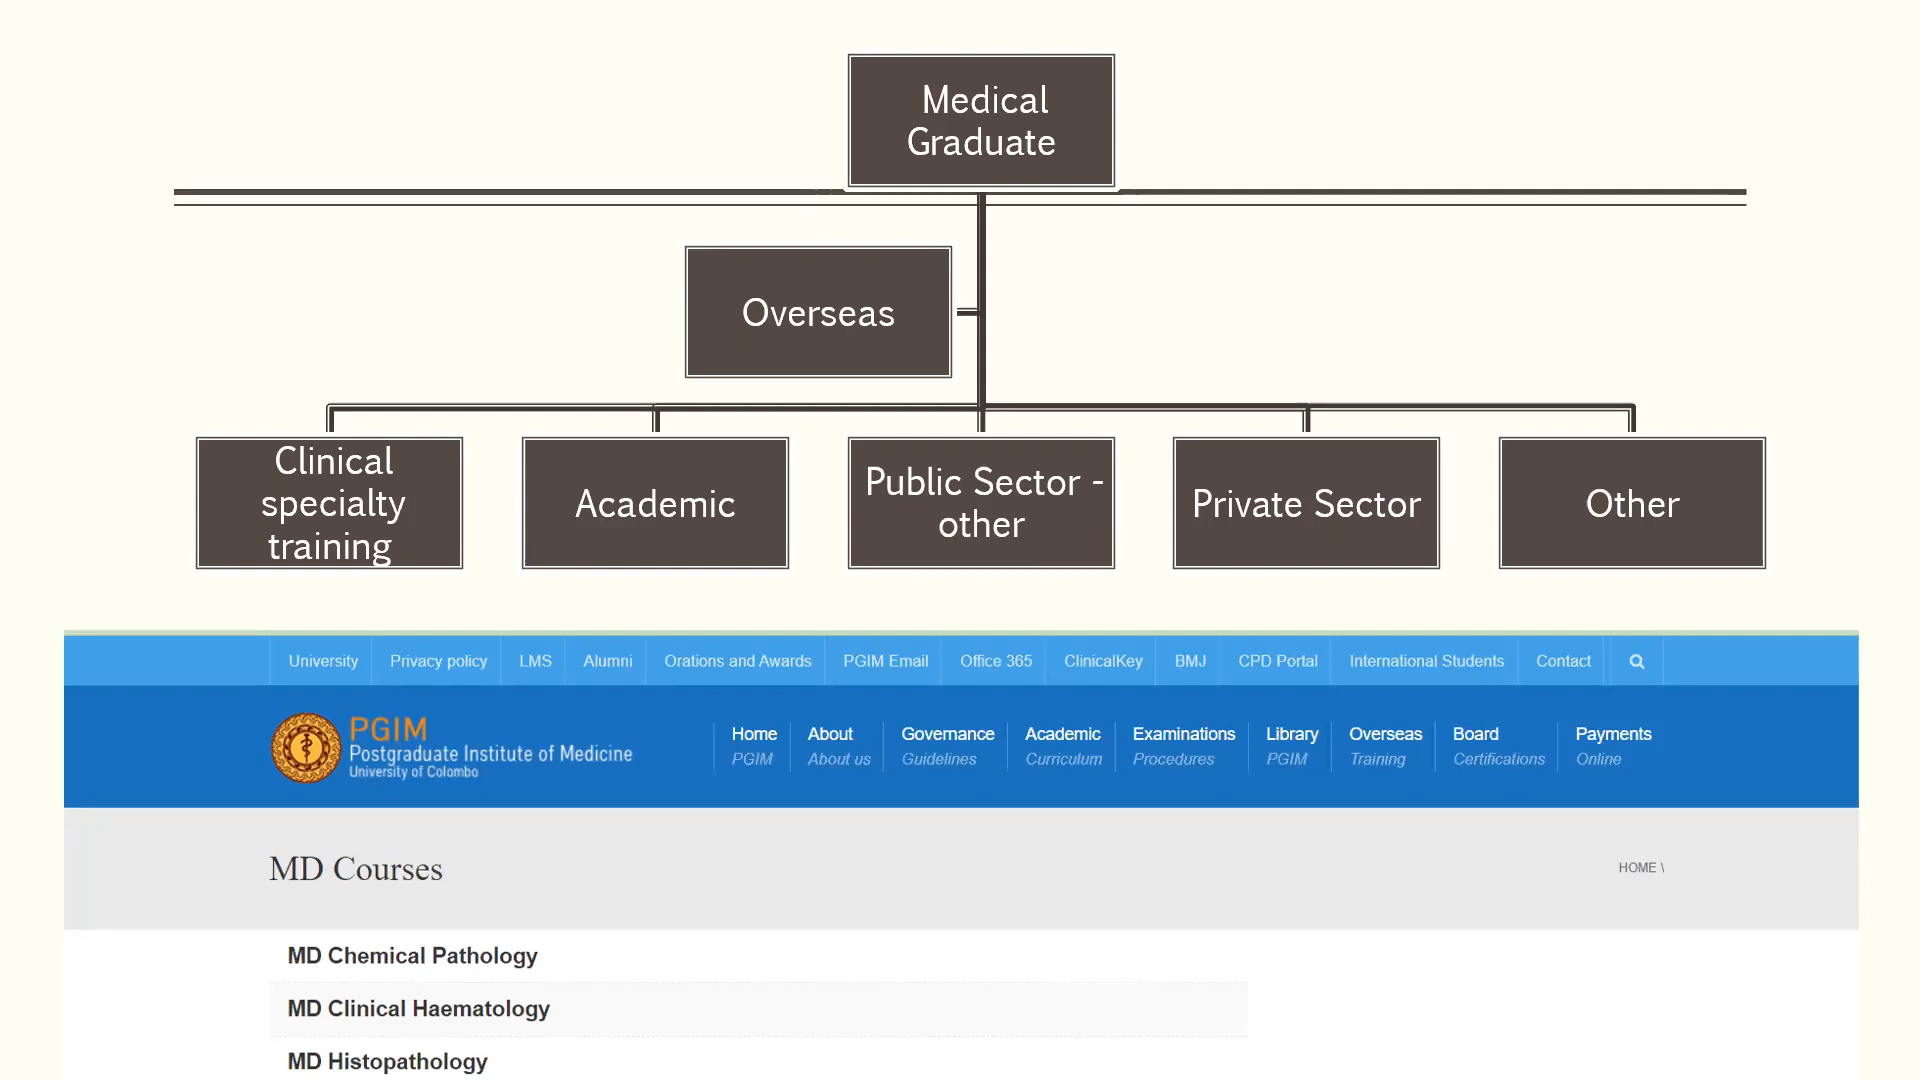 Medical
Graduate
Overseas
Clinical
specialty
training
Academic
Public Sector -
other
Private Sector
Other
University Privacy policy LMS Alumni Orations and Awards PGIM Email Office 365 ClinicalKey BMJ CPD Portal International Students Contact
PGIM
Postgraduate Institute of Medicine
University of Colombo
Home About Governance Academic Examinations Library Overseas Board Payments
PGIM About us Guidelines Curriculum Procedures PGIM Training Certifications Online
MD Courses
HOME \
MD Chemical Pathology
MD Clinical Haematology
MD Histopathology